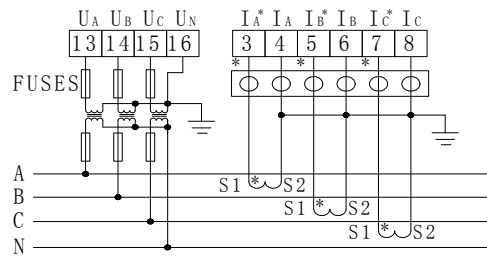 UA UB UC UN IA* IA IB* IB IC* IC
13 14 15 16 3 4 5 6 7 8
* * *
FUSES
A S1 * S2
B S1 * S2
C S1 * S2
N